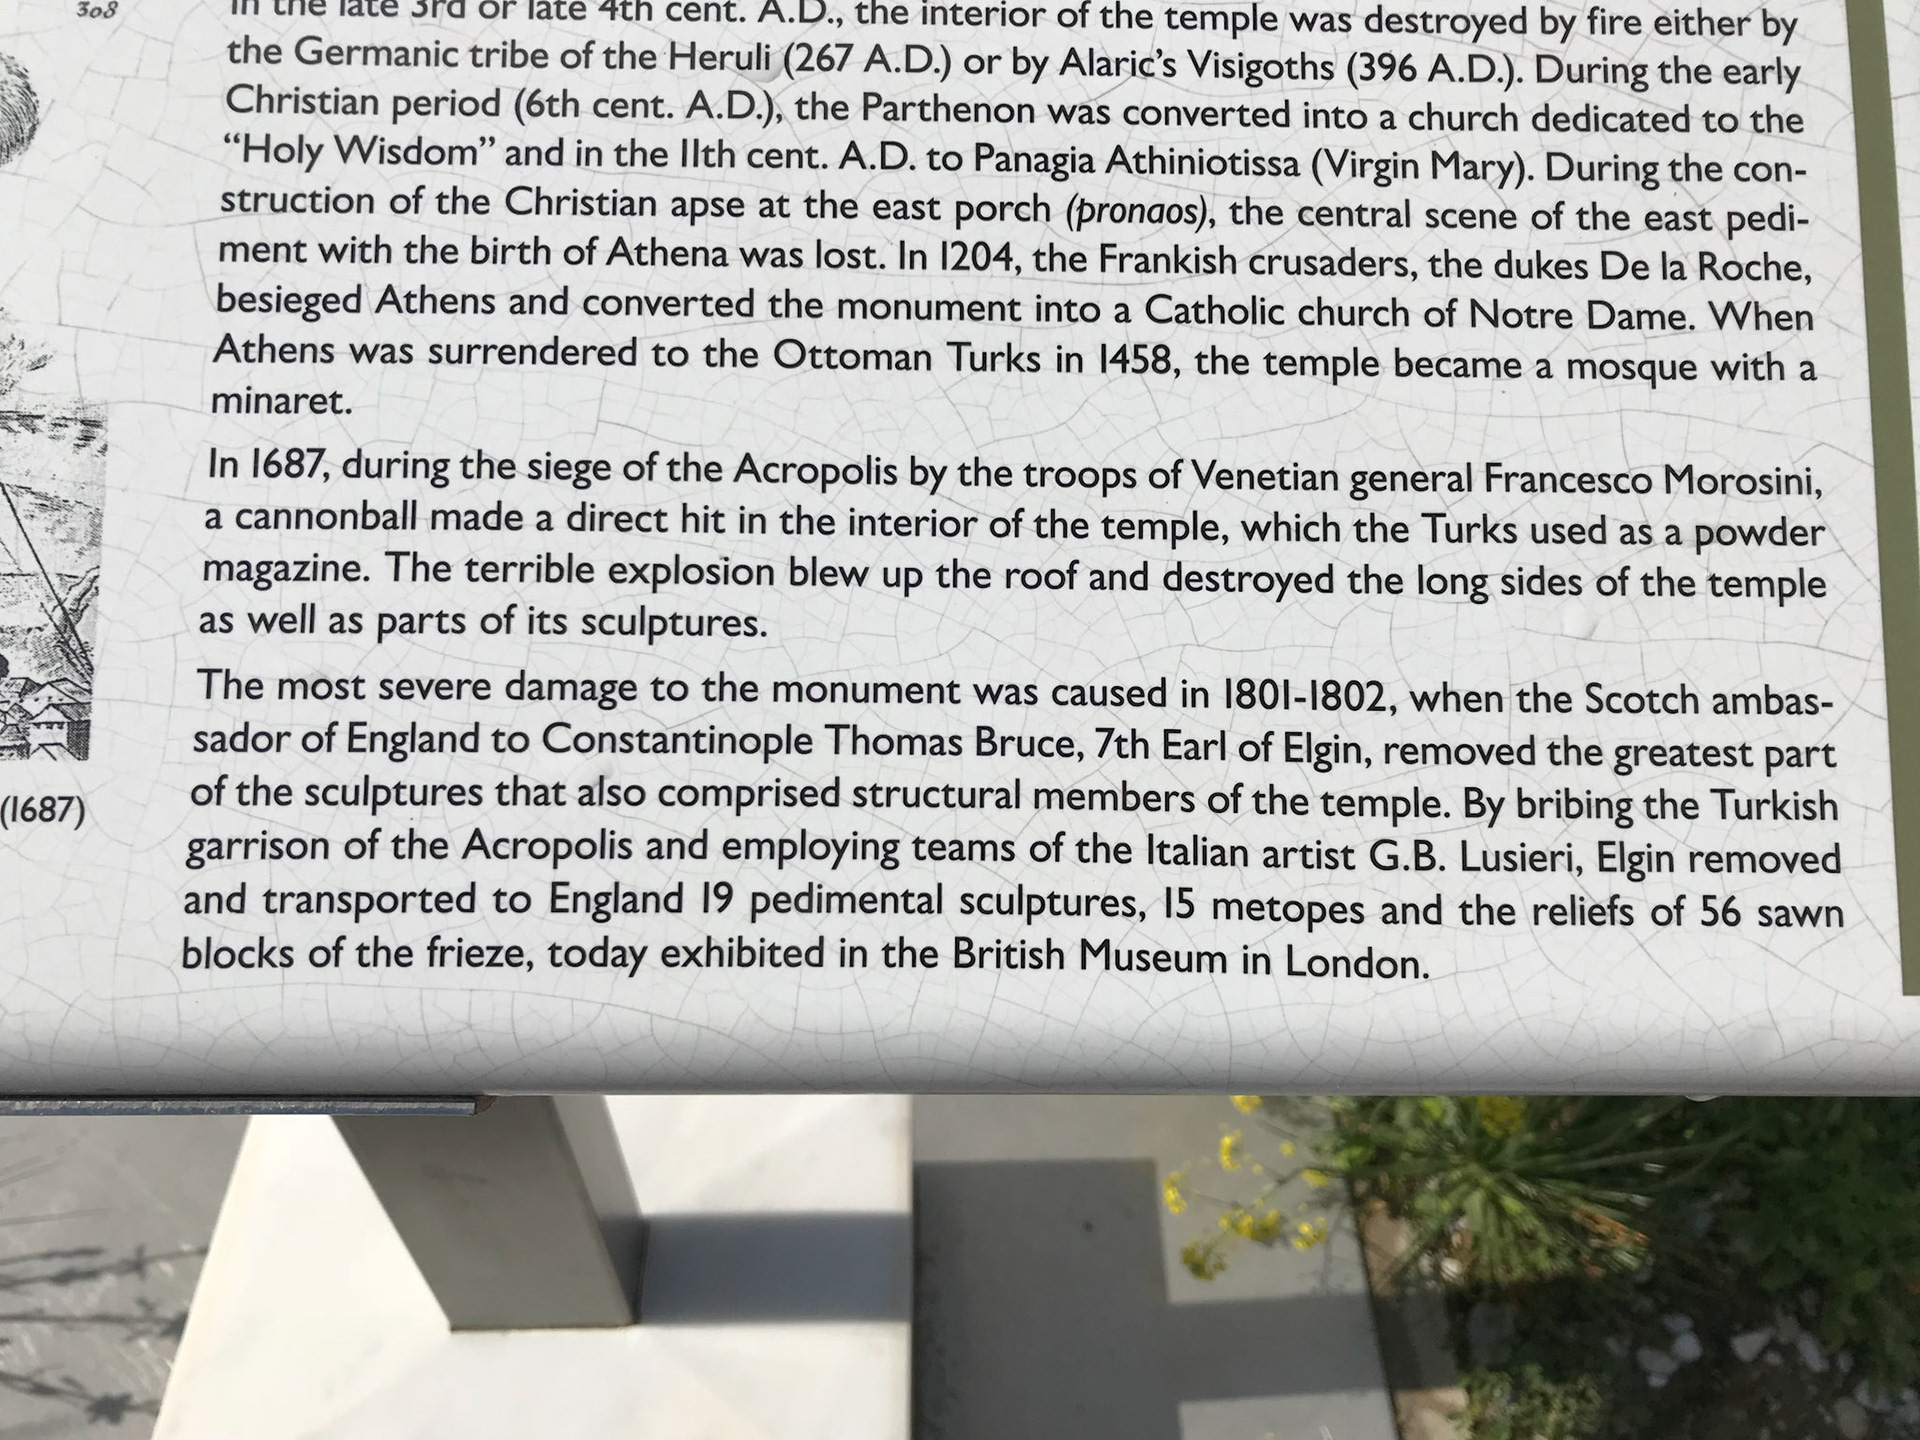 308
In the late 3rd or late 4th cent. A.D., the interior of the temple was destroyed by fire either by
the Germanic tribe of the Heruli (267 A.D.) or by Alaric's Visigoths (396 A.D.). During the early
Christian period (6th cent. A.D.), the Parthenon was converted into a church dedicated to the
“Holy Wisdom” and in the 11th cent. A.D. to Panagia Athiniotissa (Virgin Mary). During the con-
struction of the Christian apse at the east porch (pronaos), the central scene of the east pedi-
ment with the birth of Athena was lost. In 1204, the Frankish crusaders, the dukes De la Roche,
besieged Athens and converted the monument into a Catholic church of Notre Dame. When
Athens was surrendered to the Ottoman Turks in 1458, the temple became a mosque with a
minaret.
In 1687, during the siege of the Acropolis by the troops of Venetian general Francesco Morosini,
a cannonball made a direct hit in the interior of the temple, which the Turks used as a powder
magazine. The terrible explosion blew up the roof and destroyed the long sides of the temple
as well as parts of its sculptures.
The most severe damage to the monument was caused in 1801-1802, when the Scotch ambas-
sador of England to Constantinople Thomas Bruce, 7th Earl of Elgin, removed the greatest part
of the sculptures that also comprised structural members of the temple. By bribing the Turkish
garrison of the Acropolis and employing teams of the Italian artist G.B. Lusieri, Elgin removed
and transported to England 19 pedimental sculptures, 15 metopes and the reliefs of 56 sawn
blocks of the frieze, today exhibited in the British Museum in London.
(1687)